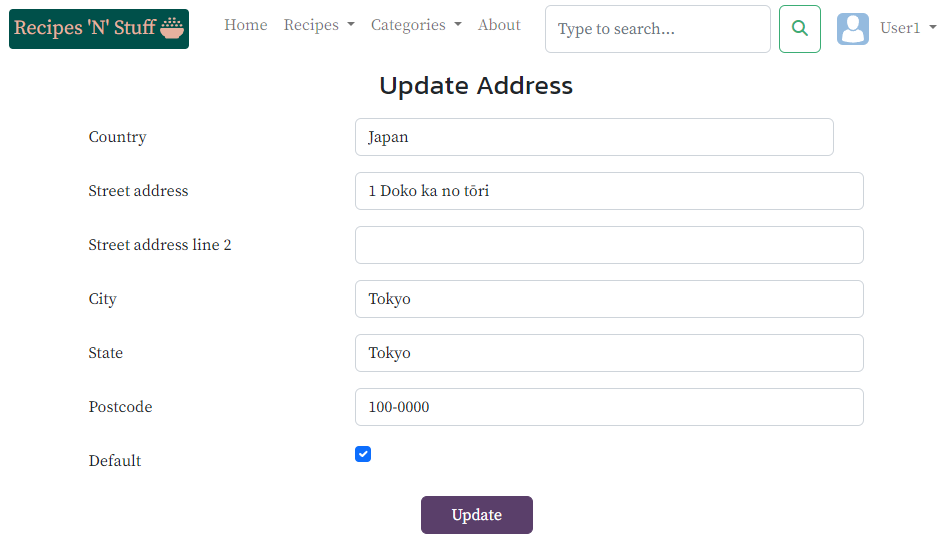 Recipes 'N' Stuff Home Recipes Categories About Type to search... User1
Update Address
Country Japan
Street address 1 Doko ka no tōri
Street address line 2
City Tokyo
State Tokyo
Postcode 100-0000
Default
Update